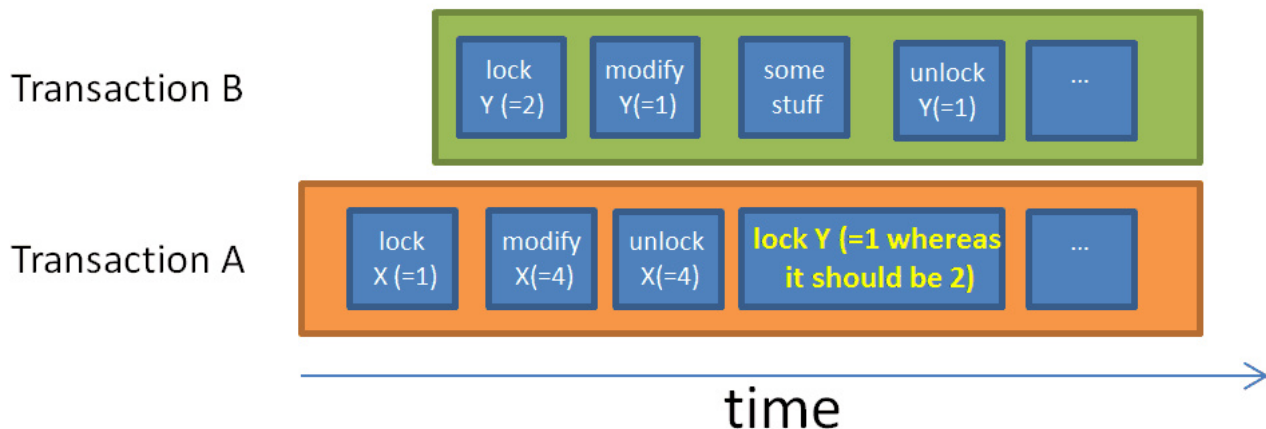 Transaction B
lock
Y (=2)
modify
Y(=1)
some
stuff
unlock
Y(=1)
...
Transaction A
lock
X (=1)
modify
X(=4)
unlock
X(=4)
lock Y (=1 whereas
it should be 2)
...
time